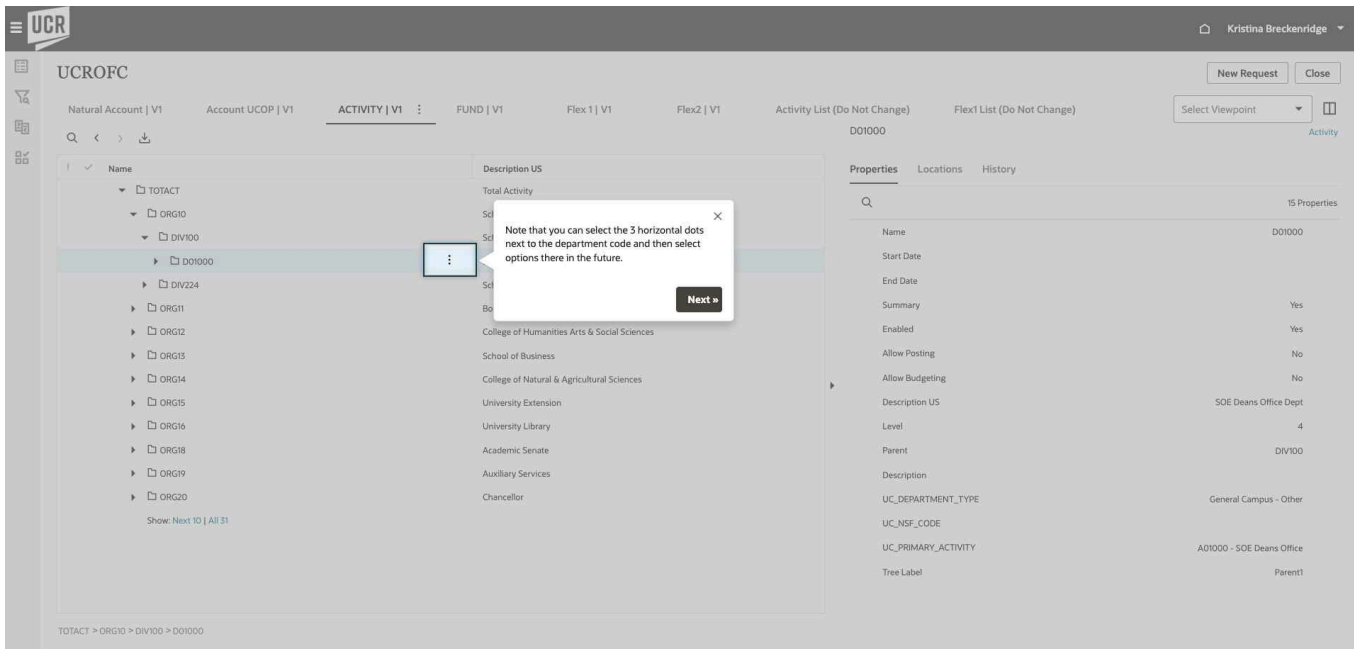 UCR
Kristina Breckenridge
UCROFC
New Request Close
Natural Account | V1 Account UCOP | V1 ACTIVITY | V1 FUND | V1 Flex 1 | V1 Flex2 | V1 Activity List (Do Not Change) Flex1 List (Do Not Change) Select Viewpoint
D01000 Activity
! Name Description US
Properties Locations History
TOTACT Total Activity
15 Properties
ORG10 Sch
Name D01000
DIV100 Sch
Start Date
D01000
End Date
DIV224 Sch
Summary Yes
ORG11 Bo
Enabled Yes
ORG12 College of Humanities Arts & Social Sciences
Allow Posting No
ORG13 School of Business
Allow Budgeting No
ORG14 College of Natural & Agricultural Sciences
Description US SOE Deans Office Dept
ORG15 University Extension
Level 4
ORG16 University Library
Parent DIV100
ORG18 Academic Senate
Description
ORG19 Auxiliary Services
UC_DEPARTMENT_TYPE General Campus - Other
ORG20 Chancellor
UC_NSF_CODE
Show: Next 10 | All 31
UC_PRIMARY_ACTIVITY A01000 - SOE Deans Office
Tree Label Parent1
Note that you can select the 3 horizontal dots
next to the department code and then select
options there in the future.
Next »
TOTACT > ORG10 > DIV100 > D01000